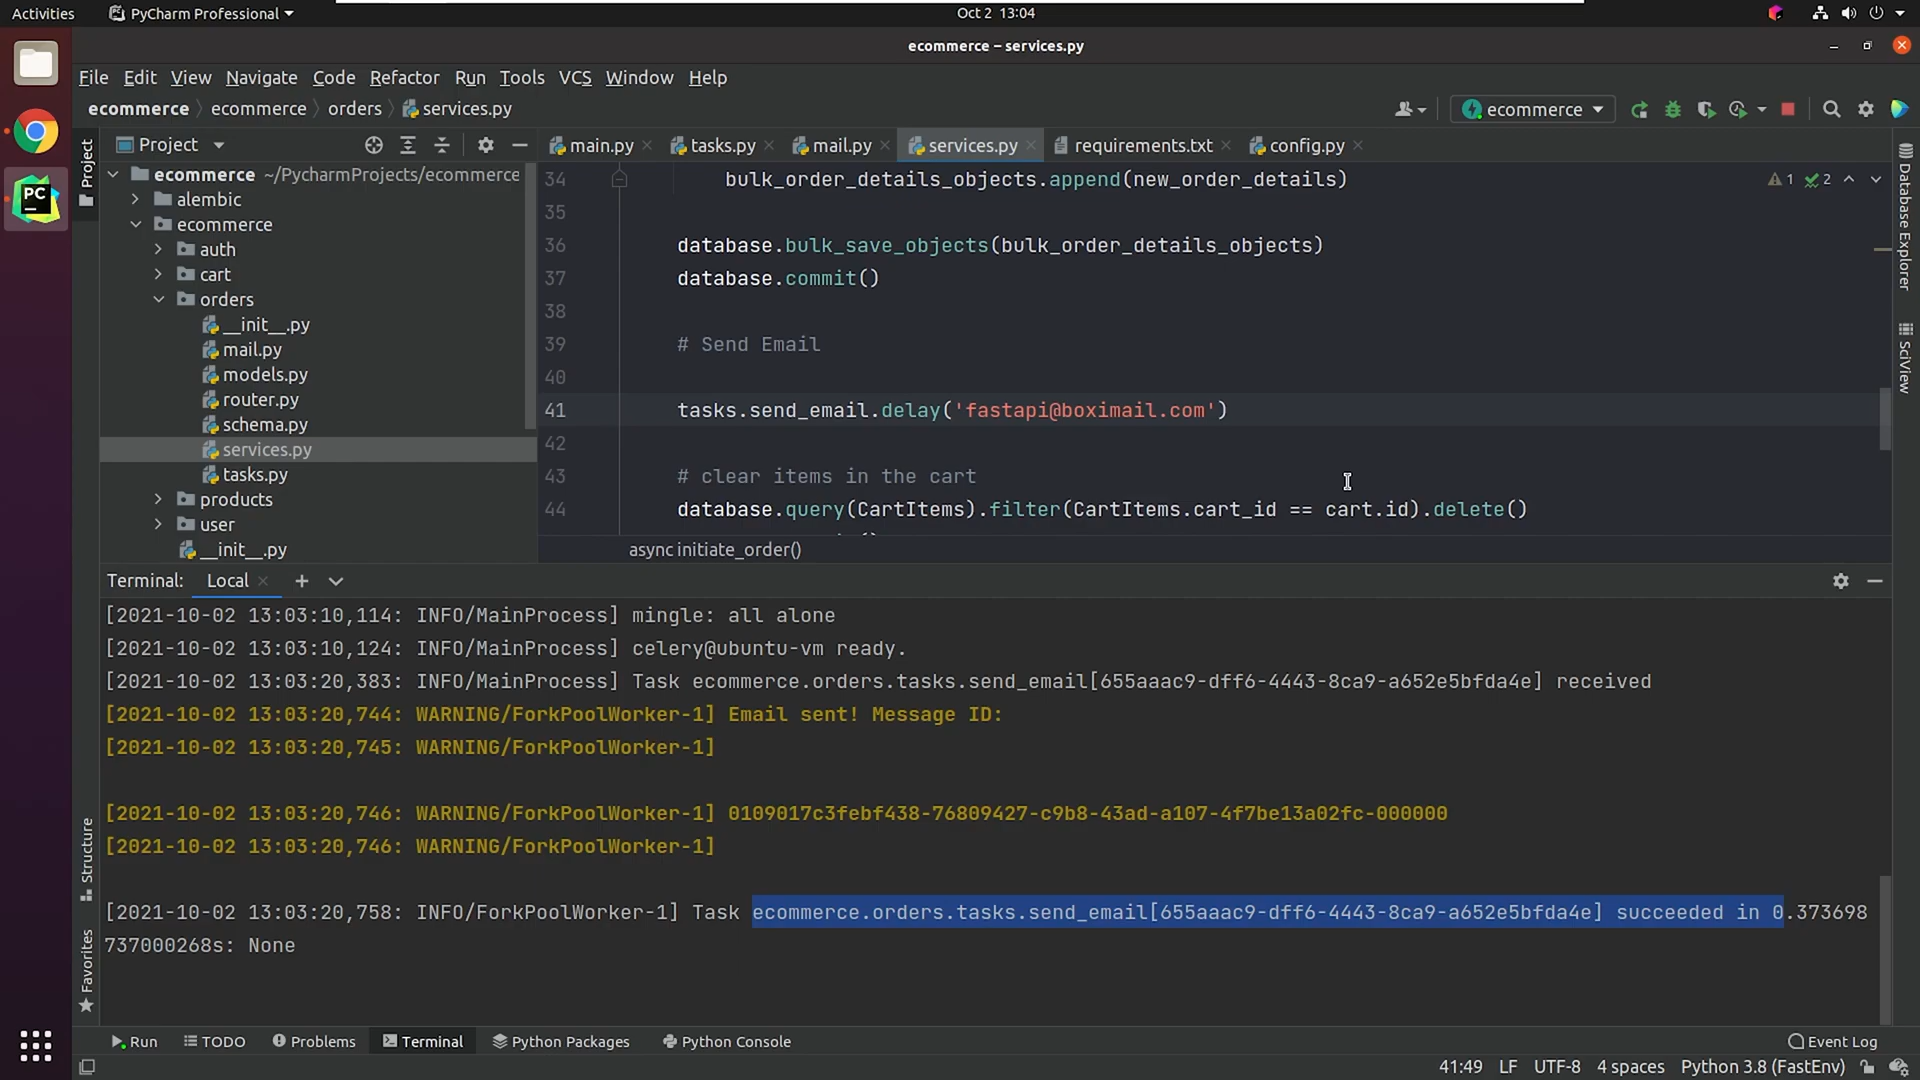 Activities
PyCharm Professional
Oct 2 13:04
ecommerce – services.py
File Edit View Navigate Code Refactor Run Tools VCS Window Help
ecommerce ecommerce orders services.py
ecommerce
Project
Project
main.py
tasks.py
mail.py
services.py
requirements.txt
config.py
ecommerce ~/PycharmProjects/ecommerce
alembic
ecommerce
auth
cart
orders
__init__.py
mail.py
models.py
router.py
schema.py
services.py
tasks.py
products
user
__init__.py
34 bulk_order_details_objects.append(new_order_details)
35
36 database.bulk_save_objects(bulk_order_details_objects)
37 database.commit()
38
39 # Send Email
40
41 tasks.send_email.delay('fastapi@boximail.com')
42
43 # clear items in the cart
44 database.query(CartItems).filter(CartItems.cart_id == cart.id).delete()
1 2
async initiate_order()
Database Explorer
SciView
Terminal: Local
[2021-10-02 13:03:10,114: INFO/MainProcess] mingle: all alone
[2021-10-02 13:03:10,124: INFO/MainProcess] celery@ubuntu-vm ready.
[2021-10-02 13:03:20,383: INFO/MainProcess] Task ecommerce.orders.tasks.send_email[655aaac9-dff6-4443-8ca9-a652e5bfda4e] received
[2021-10-02 13:03:20,744: WARNING/ForkPoolWorker-1] Email sent! Message ID:
[2021-10-02 13:03:20,745: WARNING/ForkPoolWorker-1]
[2021-10-02 13:03:20,746: WARNING/ForkPoolWorker-1] 0109017c3febf438-76809427-c9b8-43ad-a107-4f7be13a02fc-000000
[2021-10-02 13:03:20,746: WARNING/ForkPoolWorker-1]
[2021-10-02 13:03:20,758: INFO/ForkPoolWorker-1] Task ecommerce.orders.tasks.send_email[655aaac9-dff6-4443-8ca9-a652e5bfda4e] succeeded in 0.373698
737000268s: None
Structure
Favorites
PC
Run TODO Problems Terminal Python Packages Python Console Event Log
41:49 LF UTF-8 4 spaces Python 3.8 (FastEnv)